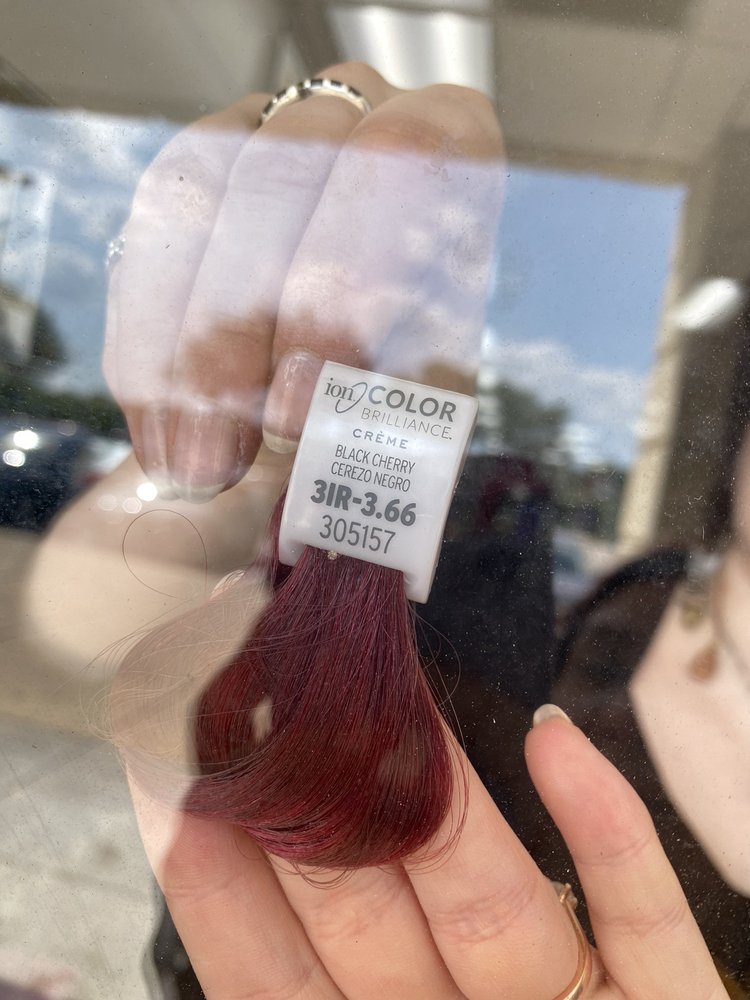 ion COLOR
BRILLIANCE.
CRÈME
BLACK CHERRY
CEREZO NEGRO
3IR-3.66
305157